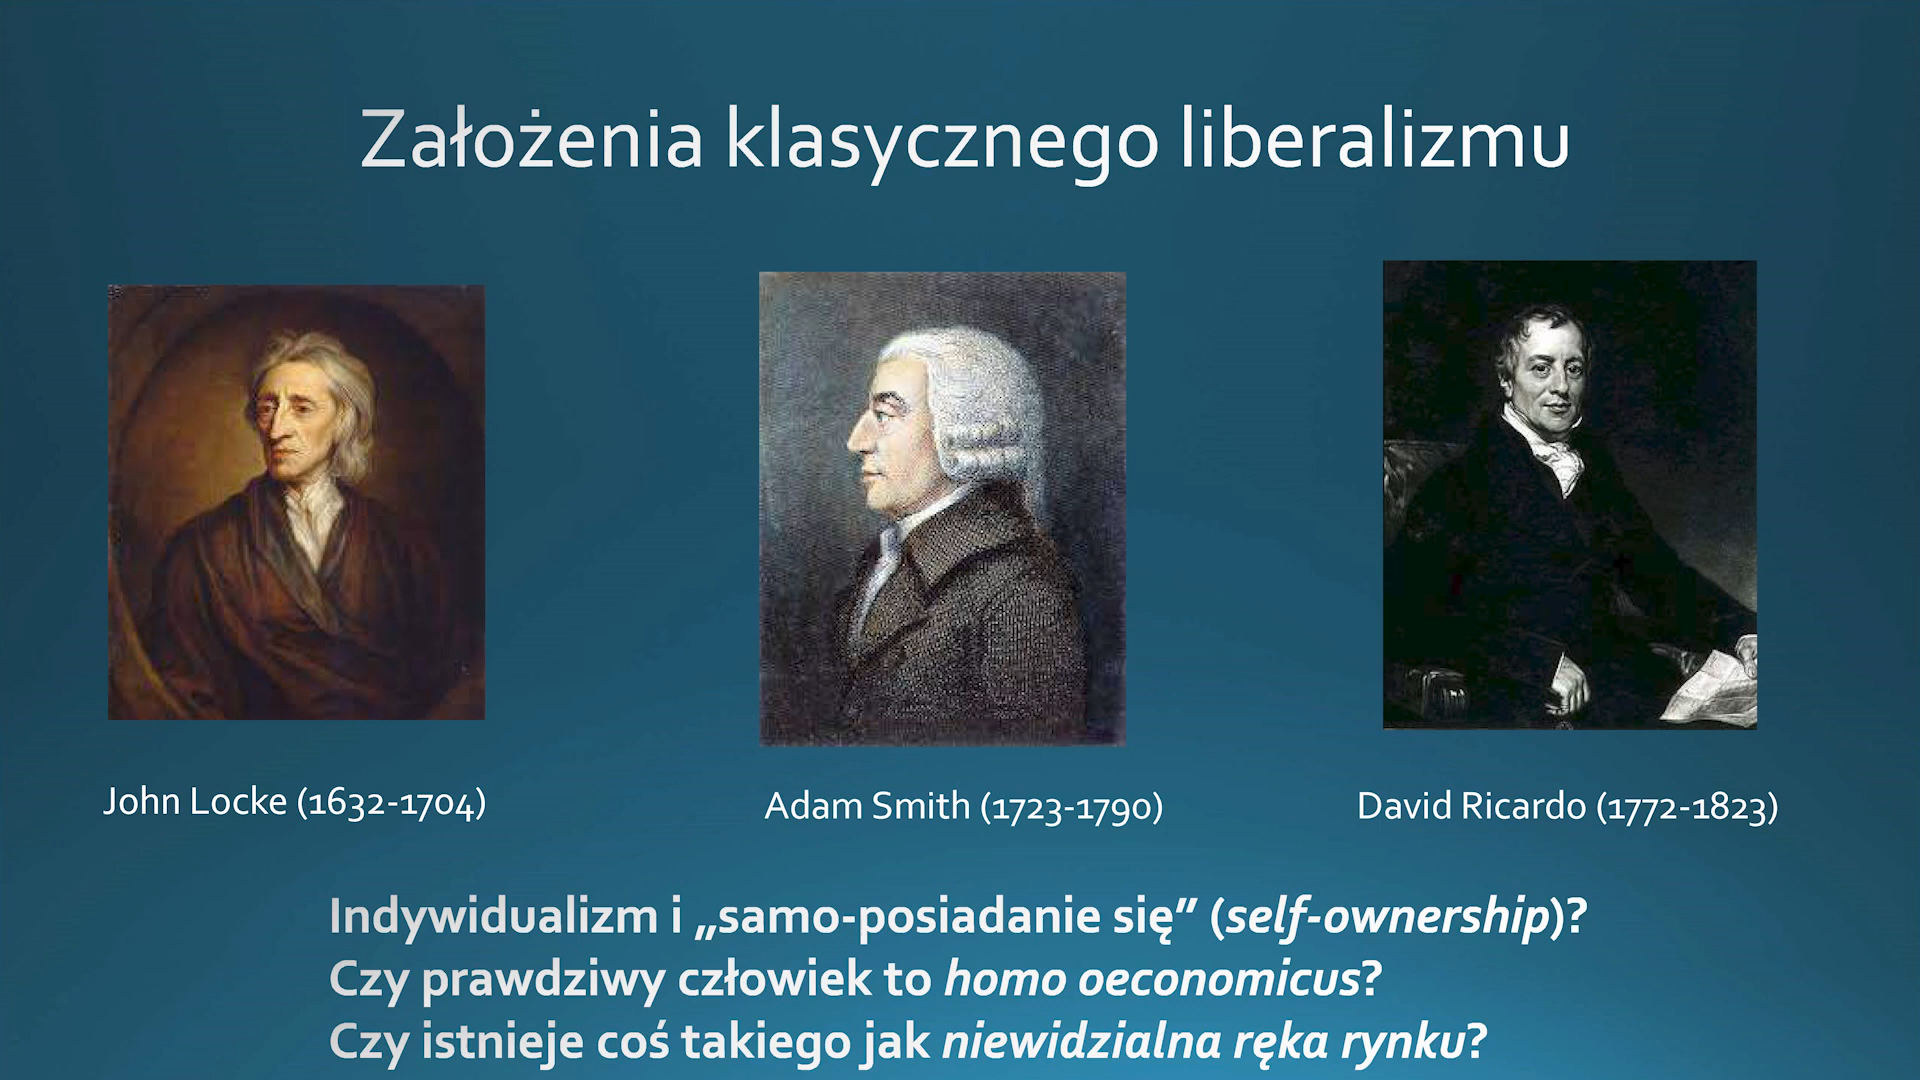 Założenia klasycznego liberalizmu
John Locke (1632-1704)
Adam Smith (1723-1790)
David Ricardo (1772-1823)
Indywidualizm i „samo-posiadanie się” (self-ownership)?
Czy prawdziwy człowiek to homo oeconomicus?
Czy istnieje coś takiego jak niewidzialna ręka rynku?